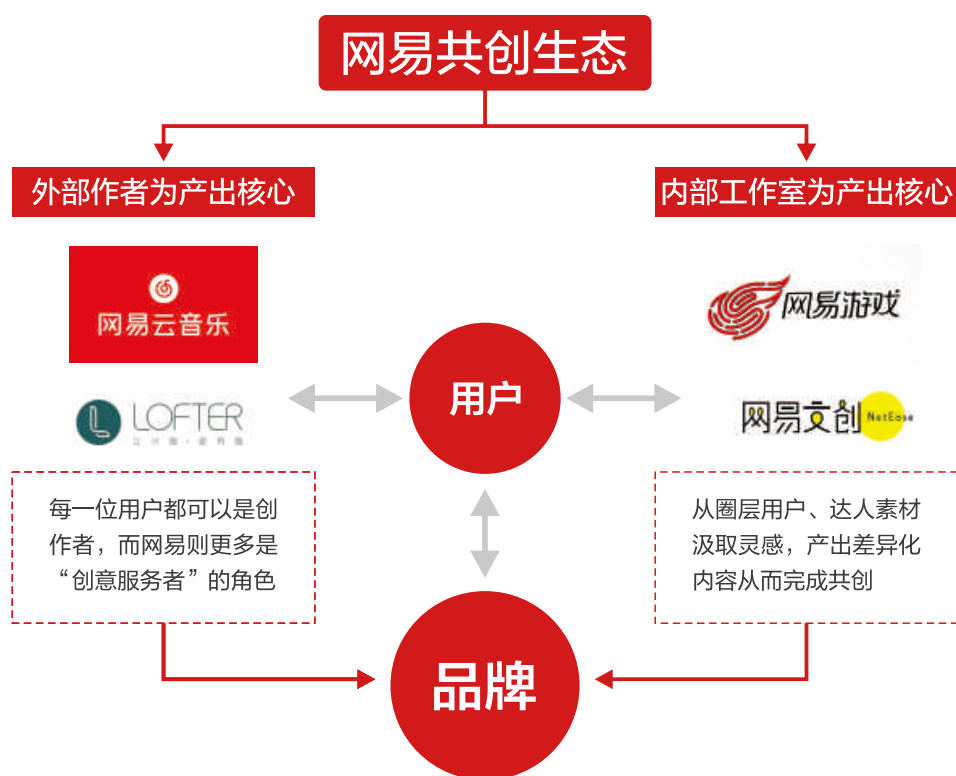 网易共创生态
外部作者为产出核心
内部工作室为产出核心
网易云音乐
网易游戏
LOFTER
用户
网易文创
NetEase
每一位用户都可以是创
作者，而网易则更多是
“创意服务者”的角色
从圈层用户、达人素材
汲取灵感，产出差异化
内容从而完成共创
品牌